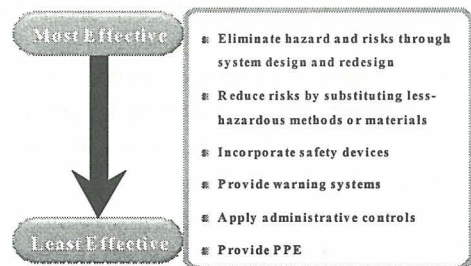 Most Effective
Eliminate hazard and risks through
system design and redesign
Reduce risks by substituting less-
hazardous methods or materials
Incorporate safety devices
Provide warning systems
Apply administrative controls
Least Effective
Provide PPE